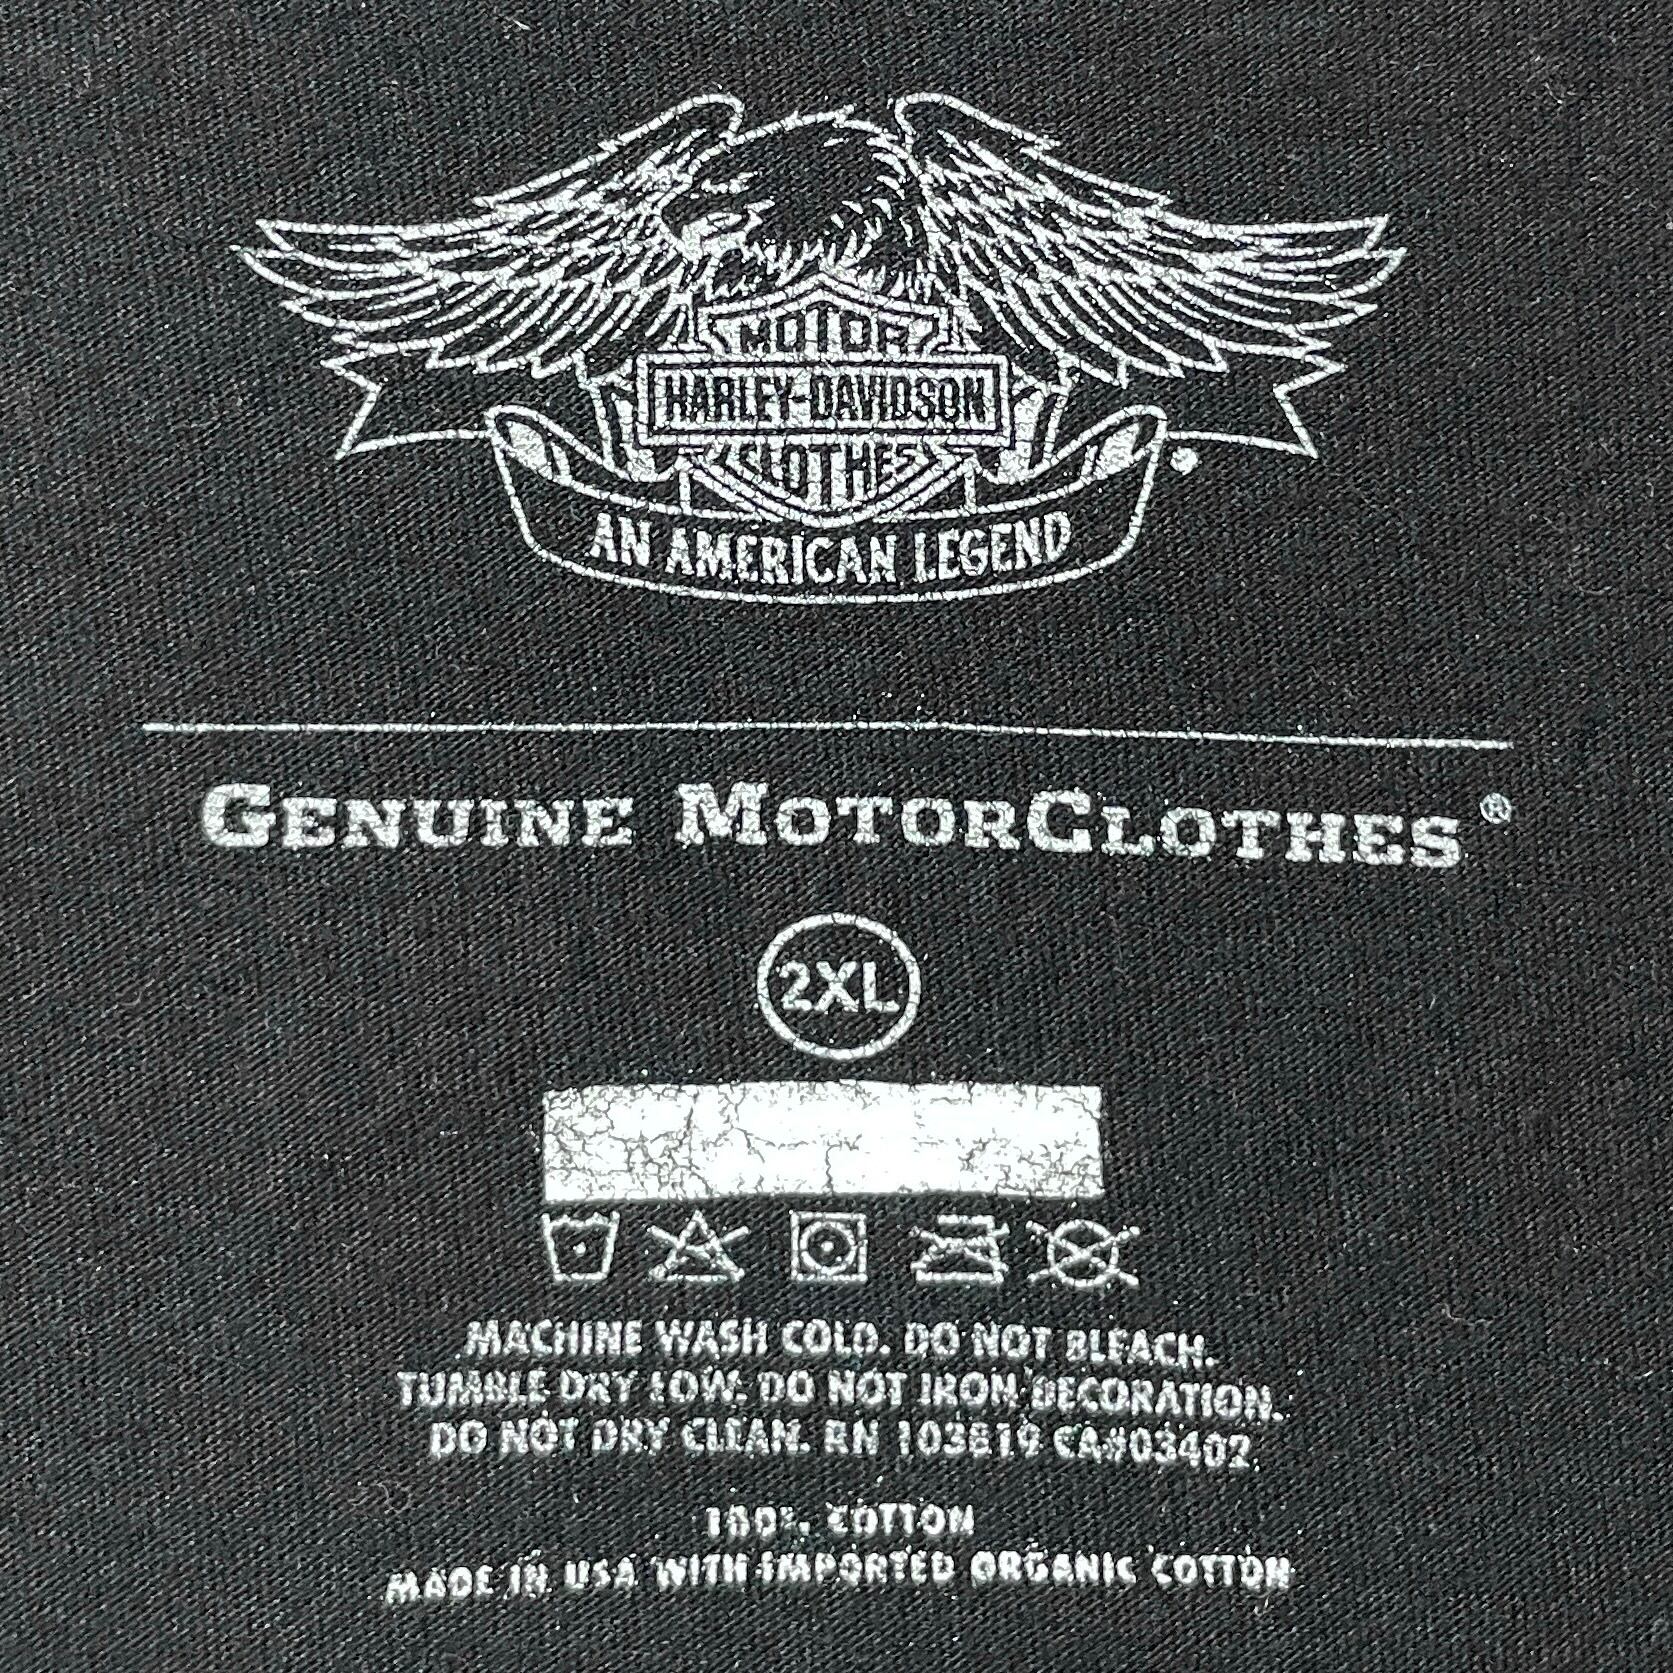 MOTOR
HARLEY-DAVIDSON
CLOTHES
AN AMERICAN LEGEND
GENUINE MOTORCLOTHES®
2XL
MACHINE WASH COLD. DO NOT BLEACH.
TUMBLE DRY LOW. DO NOT IRON DECORATION.
DO NOT DRY CLEAN. RN 103819 CA#03402
100% COTTON
MADE IN USA WITH IMPORTED ORGANIC COTTON